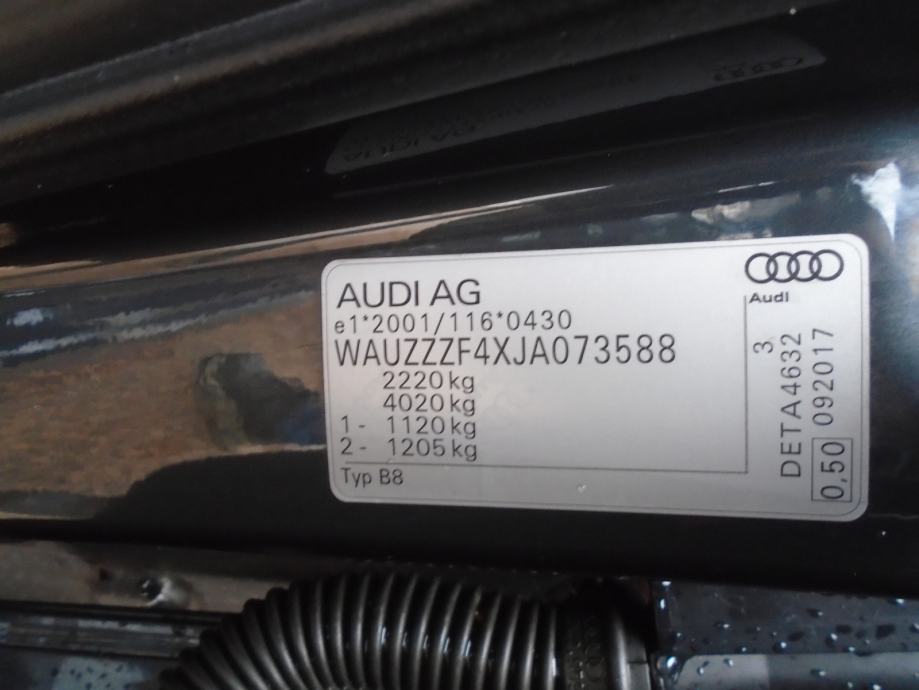 AUDI AG
e1*2001/116*0430
WAUZZZF4XJA073588
2220 kg
4020 kg
1 - 1120 kg
2 - 1205 kg
Typ B8
Audi
3
DETA4632
0,50 092017